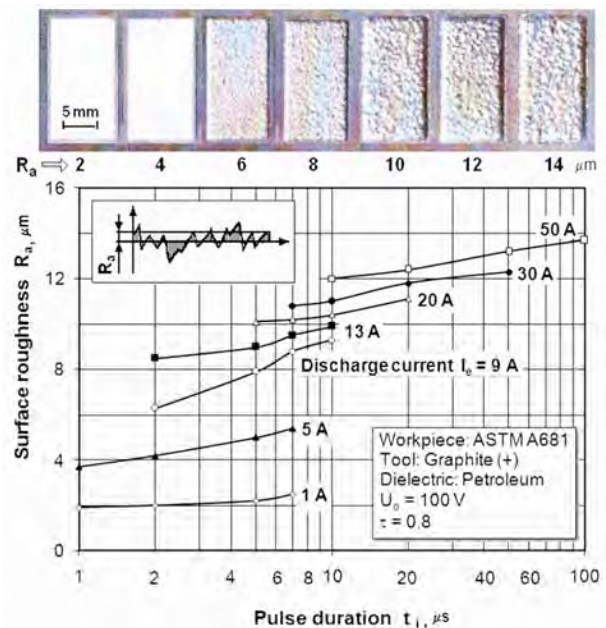 5 mm
Rₐ ⇨ 2 4 6 8 10 12 14 μm
16
12
8
4
0
Surface roughness Rₐ, μm
Rₐ
50 A
30 A
20 A
13 A
Discharge current Iₑ = 9 A
5 A
1 A
Workpiece: ASTM A681
Tool: Graphite (+)
Dielectric: Petroleum
U₀ = 100 V
τ = 0.8
1 2 4 6 8 10 20 40 60 100
Pulse duration tᵢ, μs